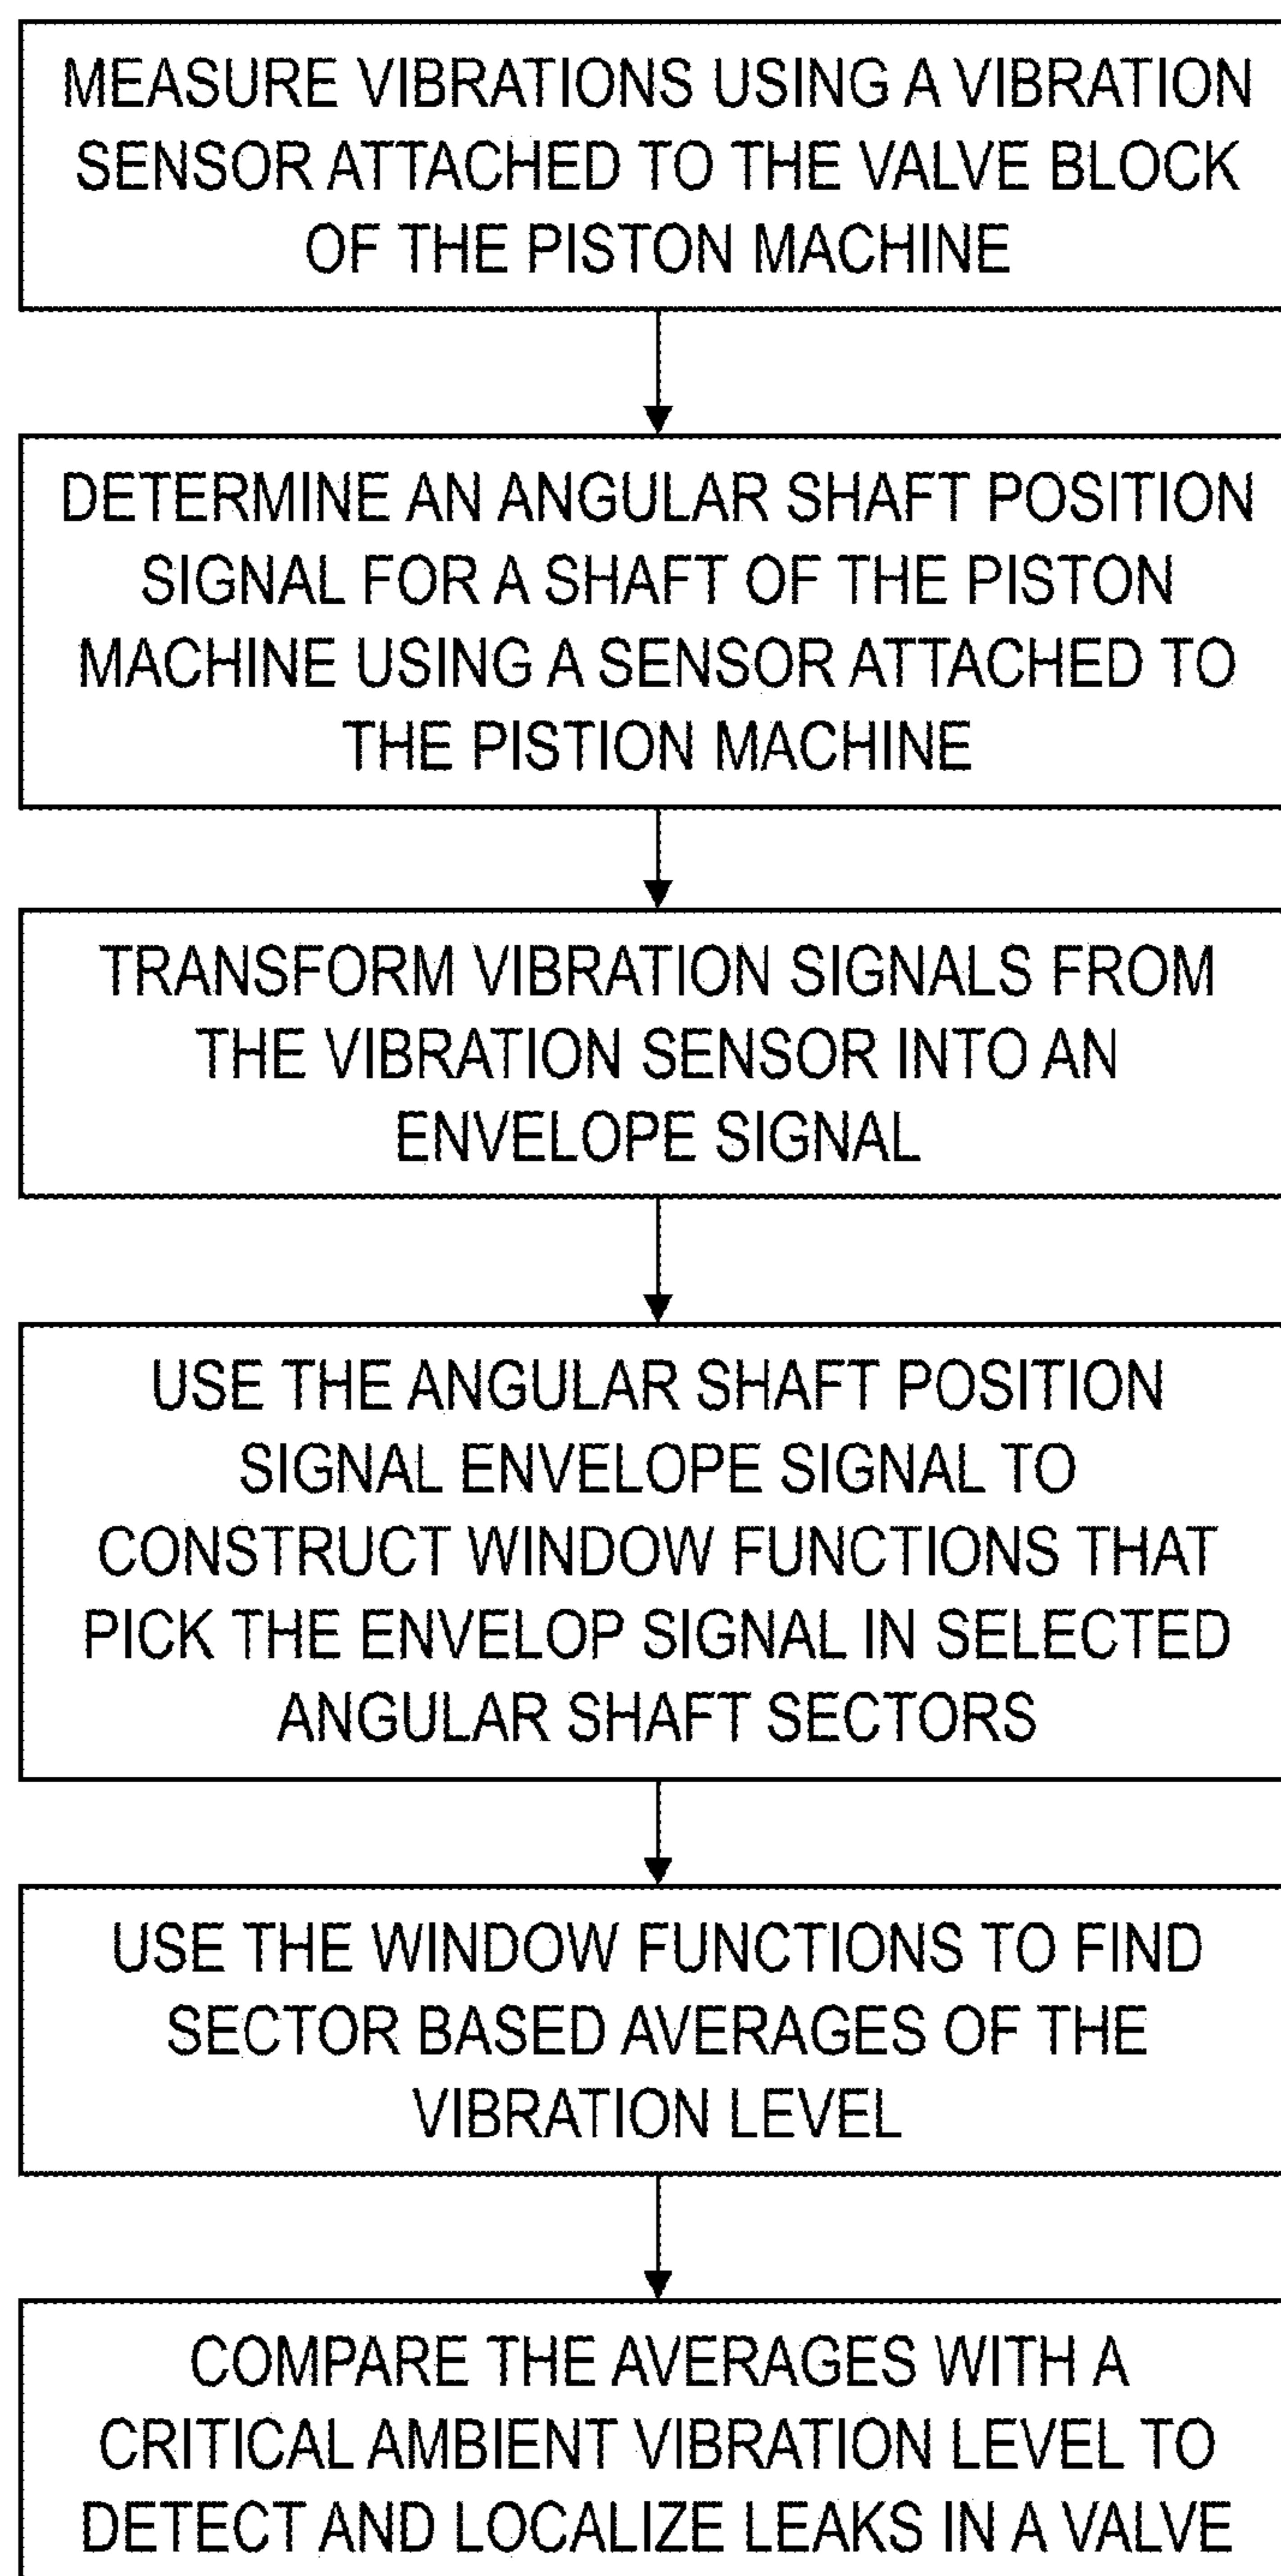 MEASURE VIBRATIONS USING A VIBRATION
SENSOR ATTACHED TO THE VALVE BLOCK
OF THE PISTON MACHINE
DETERMINE AN ANGULAR SHAFT POSITION
SIGNAL FOR A SHAFT OF THE PISTON
MACHINE USING A SENSOR ATTACHED TO
THE PISTION MACHINE
TRANSFORM VIBRATION SIGNALS FROM
THE VIBRATION SENSOR INTO AN
ENVELOPE SIGNAL
USE THE ANGULAR SHAFT POSITION
SIGNAL ENVELOPE SIGNAL TO
CONSTRUCT WINDOW FUNCTIONS THAT
PICK THE ENVELOP SIGNAL IN SELECTED
ANGULAR SHAFT SECTORS
USE THE WINDOW FUNCTIONS TO FIND
SECTOR BASED AVERAGES OF THE
VIBRATION LEVEL
COMPARE THE AVERAGES WITH A
CRITICAL AMBIENT VIBRATION LEVEL TO
DETECT AND LOCALIZE LEAKS IN A VALVE